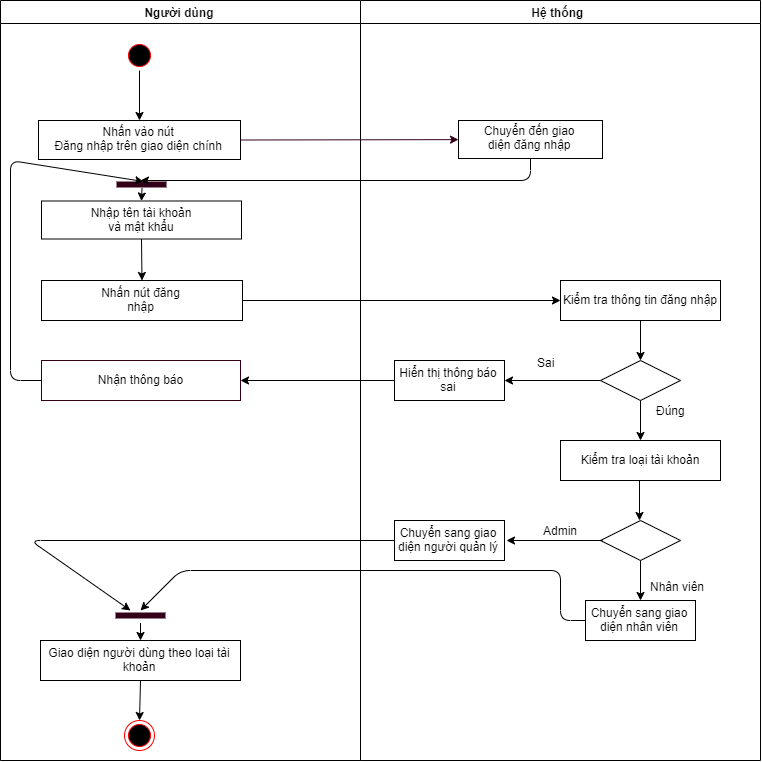 Người dùng
Hệ thống
Nhấn vào nút
Đăng nhập trên giao diện chính
Chuyển đến giao
diện đăng nhập
Nhập tên tài khoản
và mật khẩu
Nhấn nút đăng
nhập
Kiểm tra thông tin đăng nhập
Sai
Nhận thông báo
Hiển thị thông báo
sai
Đúng
Kiểm tra loại tài khoản
Admin
Chuyển sang giao
diện người quản lý
Nhân viên
Chuyển sang giao
diện nhân viên
Giao diện người dùng theo loại tài
khoản